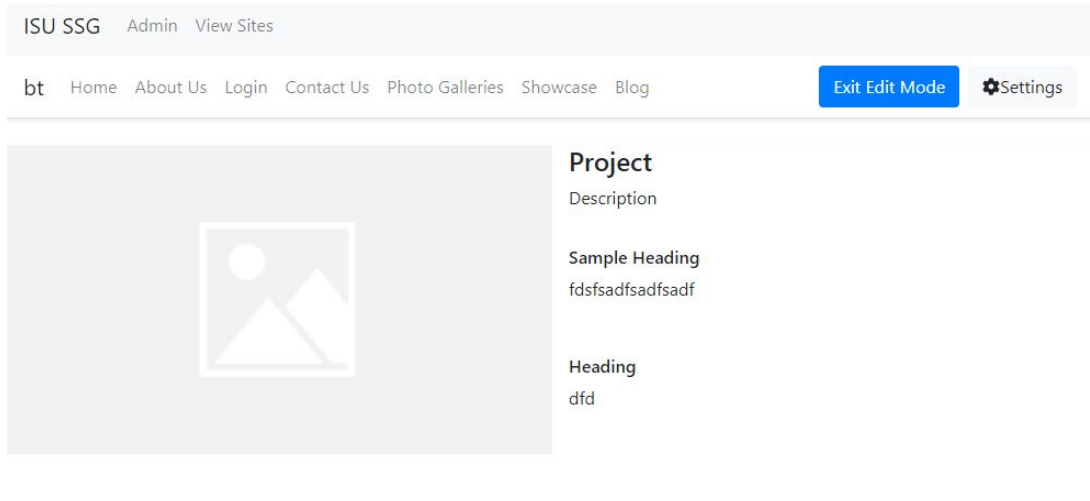 ISU SSG Admin View Sites
bt Home About Us Login Contact Us Photo Galleries Showcase Blog Exit Edit Mode Settings
Project
Description
Sample Heading
fdsfsadfsadfsadf
Heading
dfd